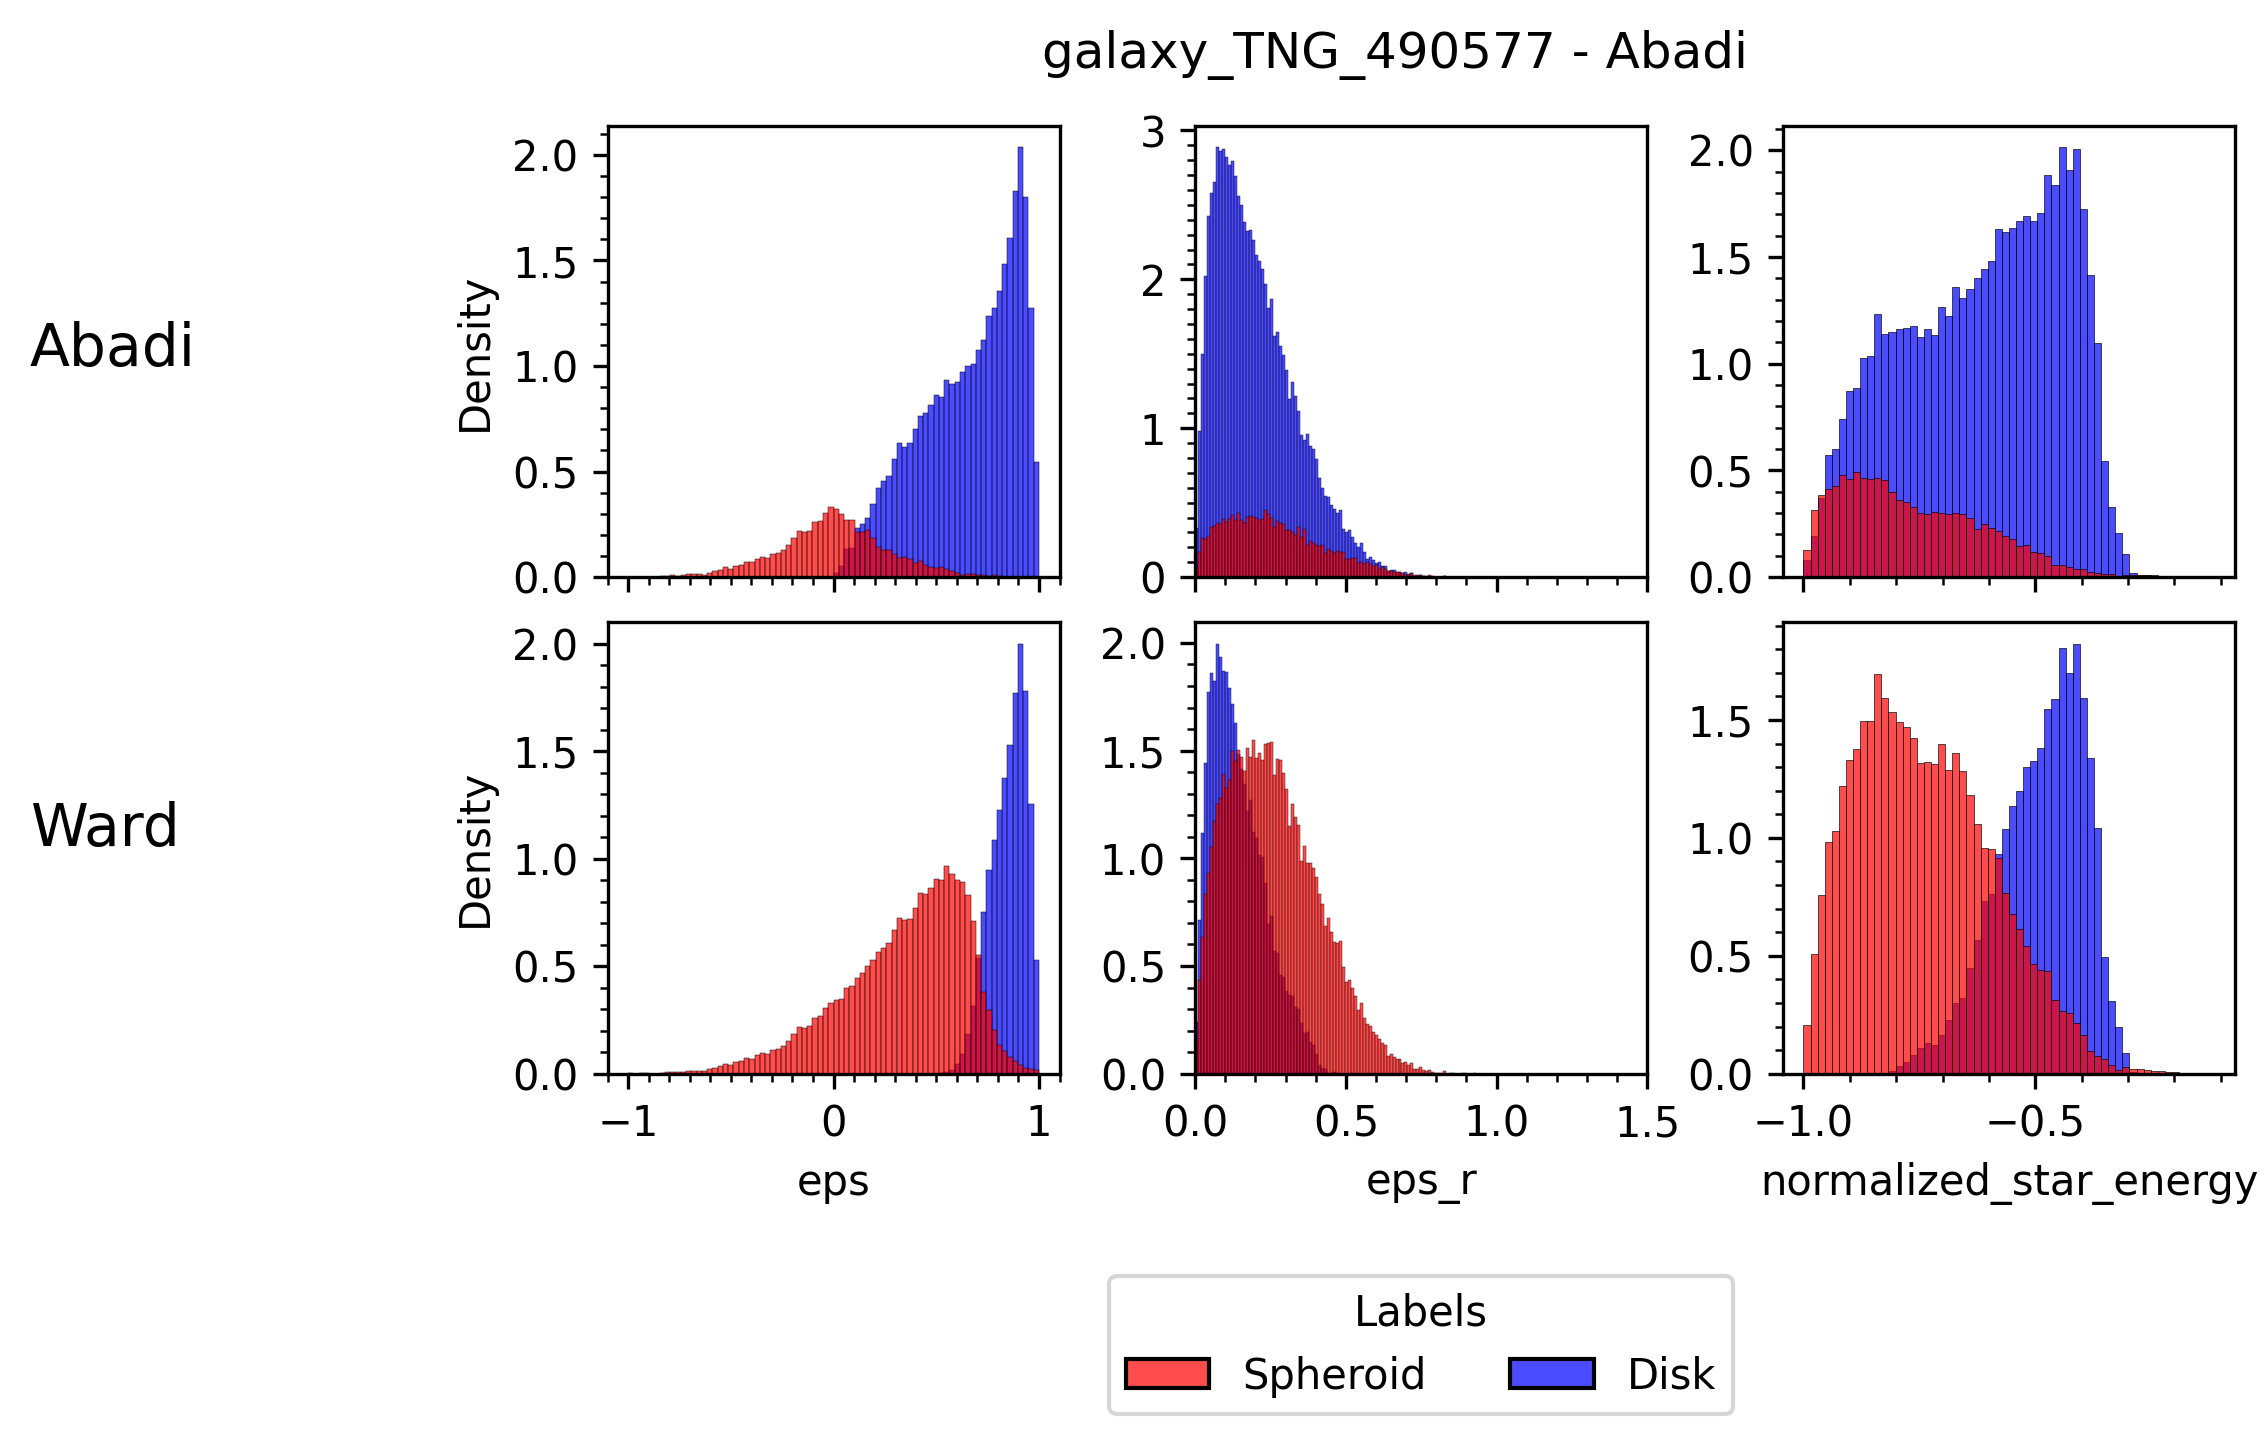 galaxy_TNG_490577 - Abadi
Abadi
Density
2.0
1.5
1.0
0.5
0.0
3
2
1
0
2.0
1.5
1.0
0.5
0.0
Ward
Density
2.0
1.5
1.0
0.5
0.0
2.0
1.5
1.0
0.5
0.0
1.5
1.0
0.5
0.0
−1 0 1
0.0 0.5 1.0 1.5
−1.0 −0.5
eps
eps_r
normalized_star_energy
Labels
Spheroid Disk